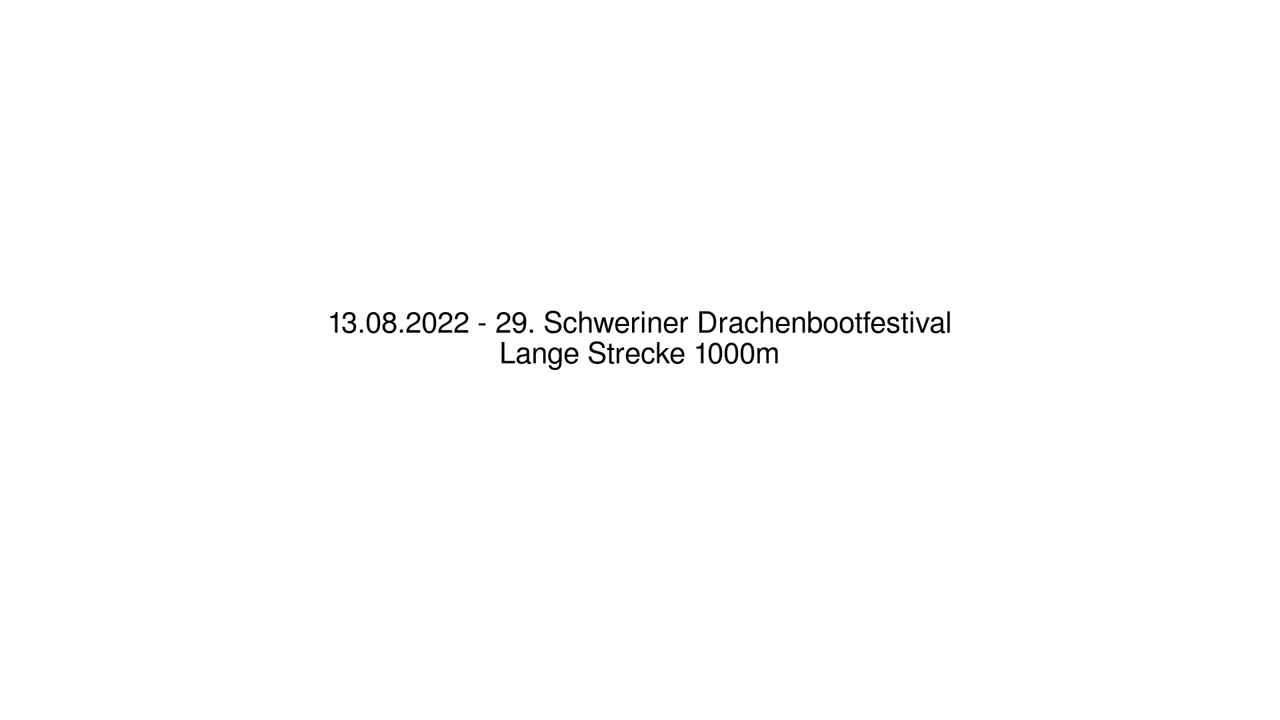 13.08.2022 - 29. Schweriner Drachenbootfestival
Lange Strecke 1000m